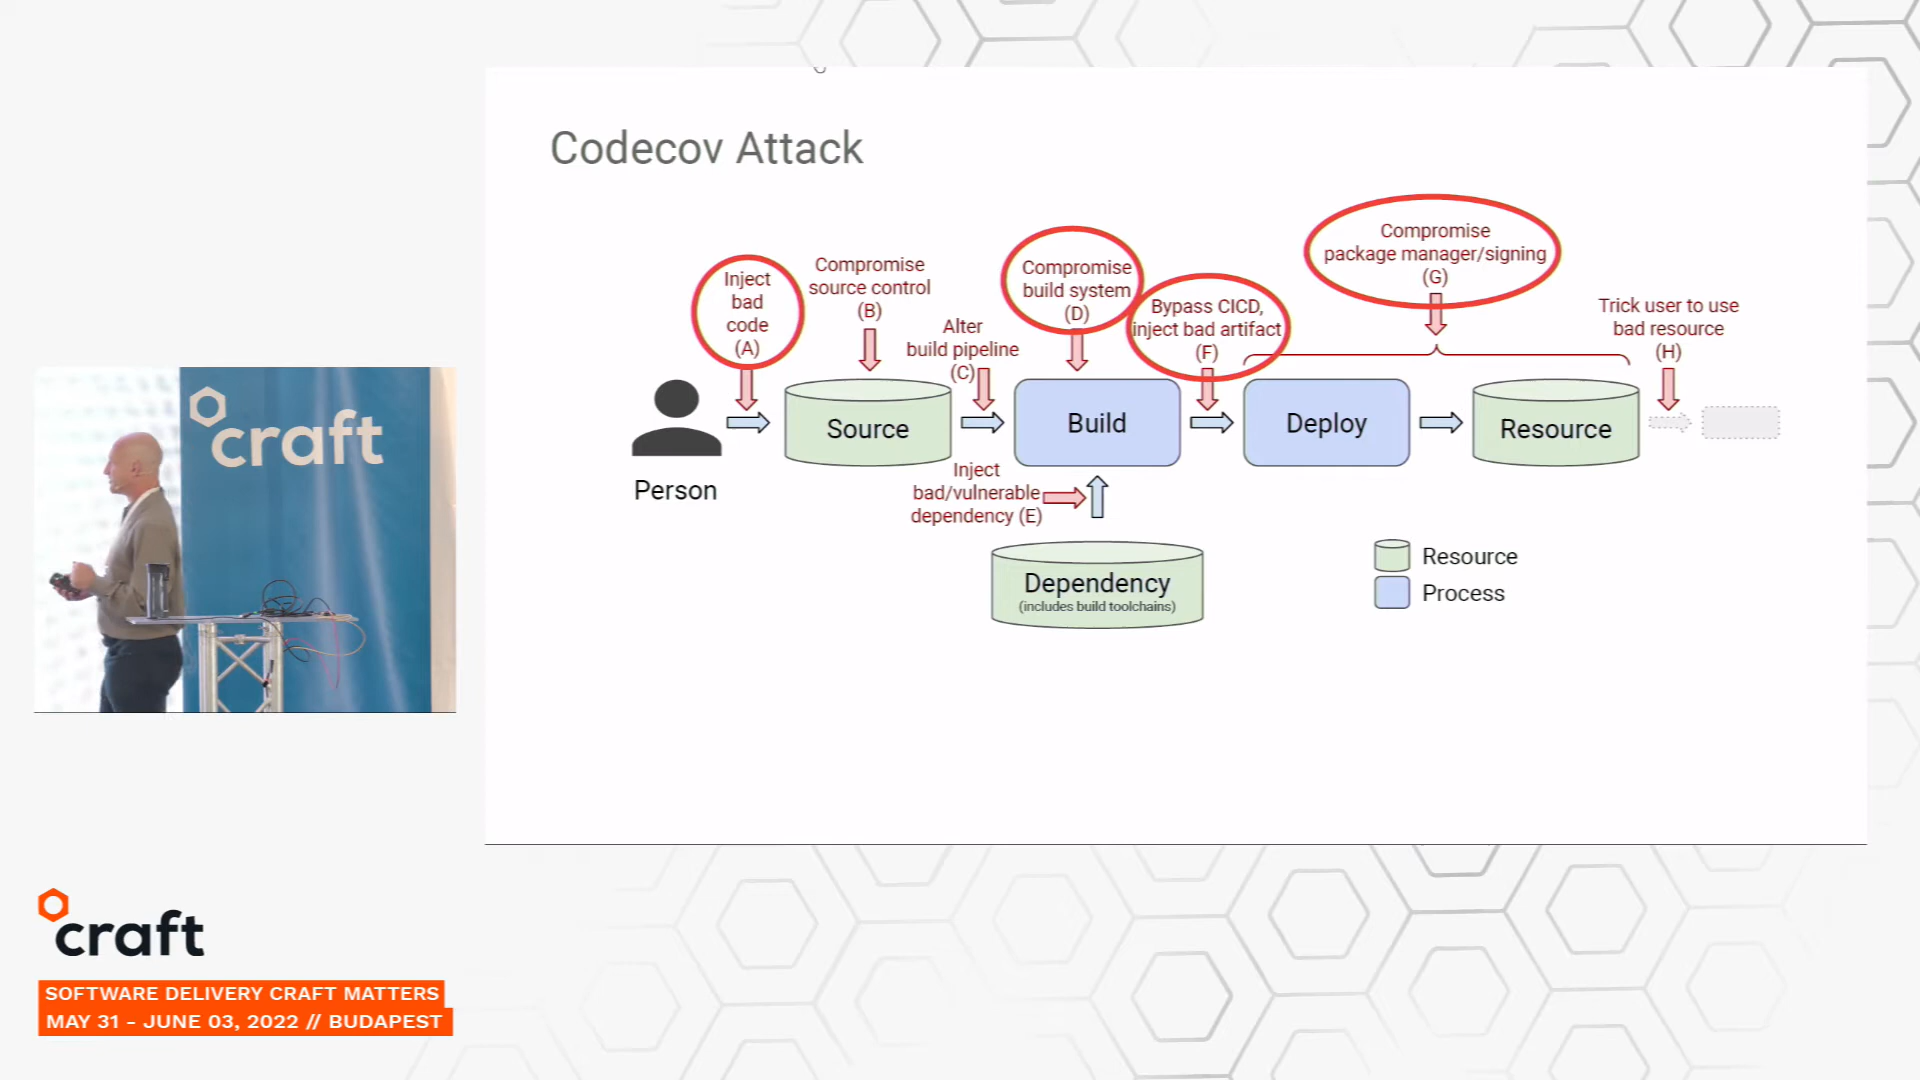 Codecov Attack
Inject
bad
code
(A)
Compromise
source control
(B)
Alter
build pipeline
(C)
Compromise
build system
(D)
Bypass CICD,
inject bad artifact
(F)
Compromise
package manager/signing
(G)
Trick user to use
bad resource
(H)
Person
Source
Build
Deploy
Resource
Inject
bad/vulnerable
dependency (E)
Dependency
(includes build toolchains)
Resource
Process
craft
craft
SOFTWARE DELIVERY CRAFT MATTERS
MAY 31 - JUNE 03, 2022 // BUDAPEST